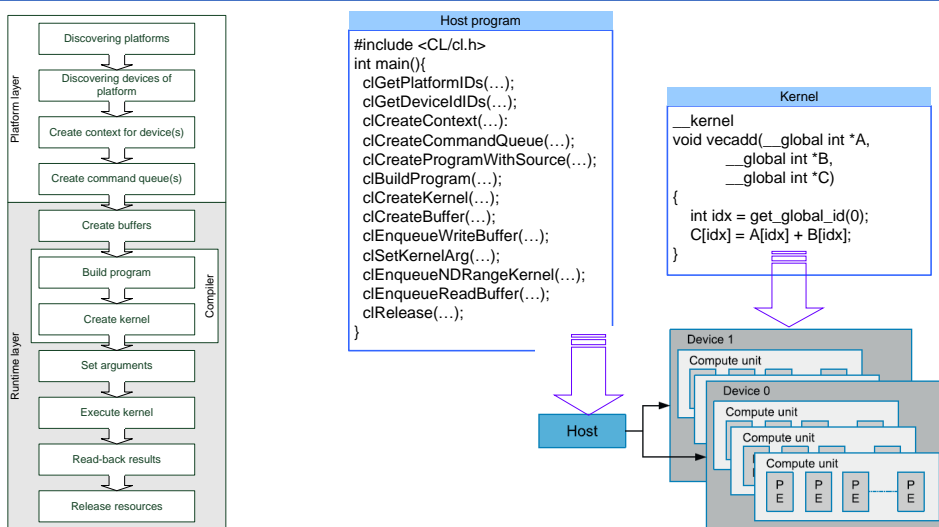 Platform layer
Discovering platforms
Discovering devices of
platform
Create context for device(s)
Create command queue(s)
Runtime layer
Create buffers
Compiler
Build program
Create kernel
Set arguments
Execute kernel
Read-back results
Release resources
Host program
#include <CL/cl.h>
int main(){
clGetPlatformIDs(…);
clGetDeviceIdIDs(…);
clCreateContext(…):
clCreateCommandQueue(…);
clCreateProgramWithSource(…);
clBuildProgram(…);
clCreateKernel(…);
clCreateBuffer(…);
clEnqueueWriteBuffer(…);
clSetKernelArg(…);
clEnqueueNDRangeKernel(…);
clEnqueueReadBuffer(…);
clRelease(…);
}
Kernel
__kernel
void vecadd(__global int *A,
__global int *B,
__global int *C)
{
int idx = get_global_id(0);
C[idx] = A[idx] + B[idx];
}
Host
Device 1
Compute unit
Device 0
Compute unit
Compute unit
Compute unit
P P P P
E E E E